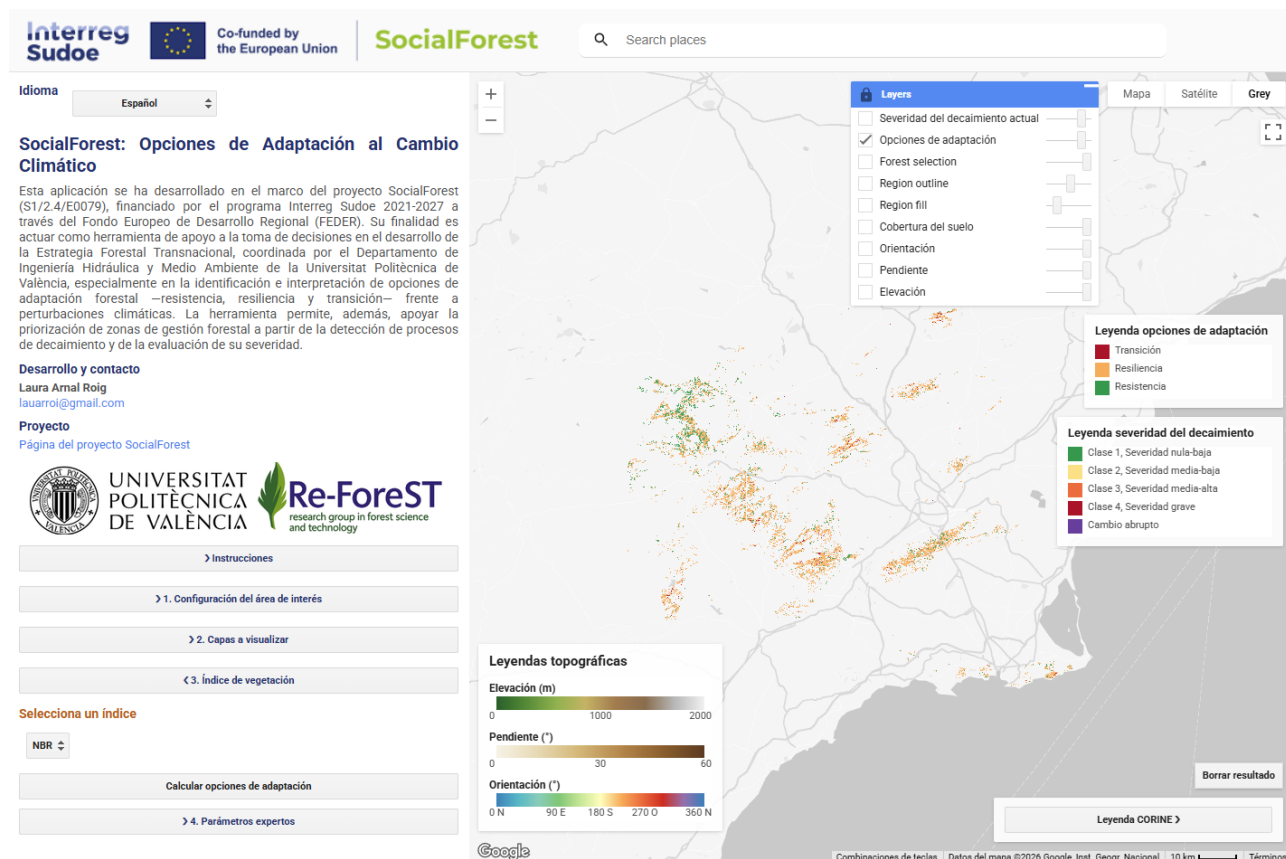 Interreg
Sudoe
Co-funded by
the European Union
SocialForest
Search places
Idioma
Español
SocialForest: Opciones de Adaptación al Cambio
Climático
Esta aplicación se ha desarrollado en el marco del proyecto SocialForest
(S1/2.4/E0079), financiado por el programa Interreg Sudoe 2021-2027 a
través del Fondo Europeo de Desarrollo Regional (FEDER). Su finalidad es
actuar como herramienta de apoyo a la toma de decisiones en el desarrollo de
la Estrategia Forestal Transnacional, coordinada por el Departamento de
Ingeniería Hidráulica y Medio Ambiente de la Universitat Politècnica de
València, especialmente en la identificación e interpretación de opciones de
adaptación forestal —resistencia, resiliencia y transición— frente a
perturbaciones climáticas. La herramienta permite, además, apoyar la
priorización de zonas de gestión forestal a partir de la detección de procesos
de decaimiento y de la evaluación de su severidad.
Desarrollo y contacto
Laura Arnal Roig
lauarroi@gmail.com
Proyecto
Página del proyecto SocialForest
UNIVERSITAT
POLITÈCNICA
DE VALÈNCIA
Re-ForeST
research group in forest science
and technology
❯ Instrucciones
❯ 1. Configuración del área de interés
❯ 2. Capas a visualizar
❮ 3. Índice de vegetación
Selecciona un índice
NBR
Calcular opciones de adaptación
❯ 4. Parámetros expertos
+
−
Layers
Severidad del decaimiento actual
Opciones de adaptación
Forest selection
Region outline
Region fill
Cobertura del suelo
Orientación
Pendiente
Elevación
Mapa
Satélite
Grey
Leyenda opciones de adaptación
Transición
Resiliencia
Resistencia
Leyenda severidad del decaimiento
Clase 1, Severidad nula-baja
Clase 2, Severidad media-baja
Clase 3, Severidad media-alta
Clase 4, Severidad grave
Cambio abrupto
Leyendas topográficas
Elevación (m)
0 1000 2000
Pendiente (°)
0 30 60
Orientación (°)
0 N 90 E 180 S 270 O 360 N
Borrar resultado
Leyenda CORINE ❯
Google
Combinaciones de teclas Datos del mapa ©2026 Google, Inst. Geogr. Nacional 10 km Términos